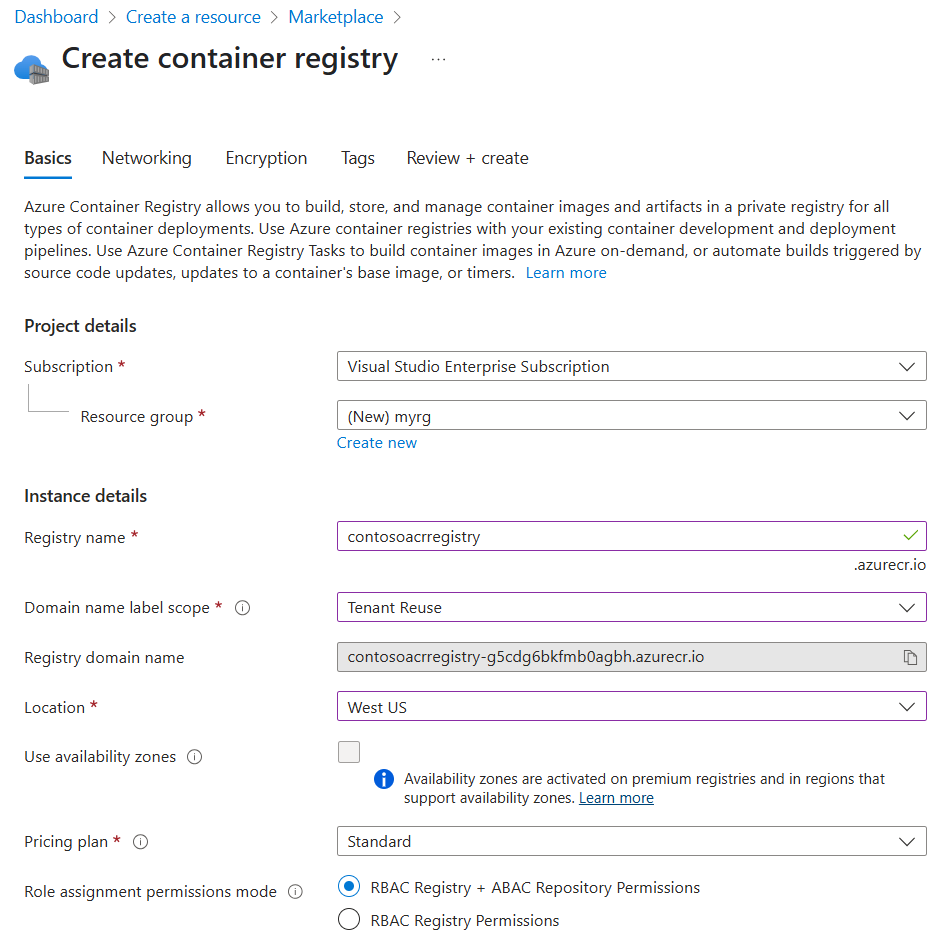 Dashboard > Create a resource > Marketplace >
Create container registry ...
Basics Networking Encryption Tags Review + create
Azure Container Registry allows you to build, store, and manage container images and artifacts in a private registry for all
types of container deployments. Use Azure container registries with your existing container development and deployment
pipelines. Use Azure Container Registry Tasks to build container images in Azure on-demand, or automate builds triggered by
source code updates, updates to a container's base image, or timers. Learn more
Project details
Subscription * Visual Studio Enterprise Subscription
Resource group * (New) myrg
Create new
Instance details
Registry name * contosoacrregistry
.azurecr.io
Domain name label scope * Tenant Reuse
Registry domain name contosoacrregistry-g5cdg6bkfmb0agbh.azurecr.io
Location * West US
Use availability zones
Availability zones are activated on premium registries and in regions that
support availability zones. Learn more
Pricing plan * Standard
Role assignment permissions mode RBAC Registry + ABAC Repository Permissions
RBAC Registry Permissions